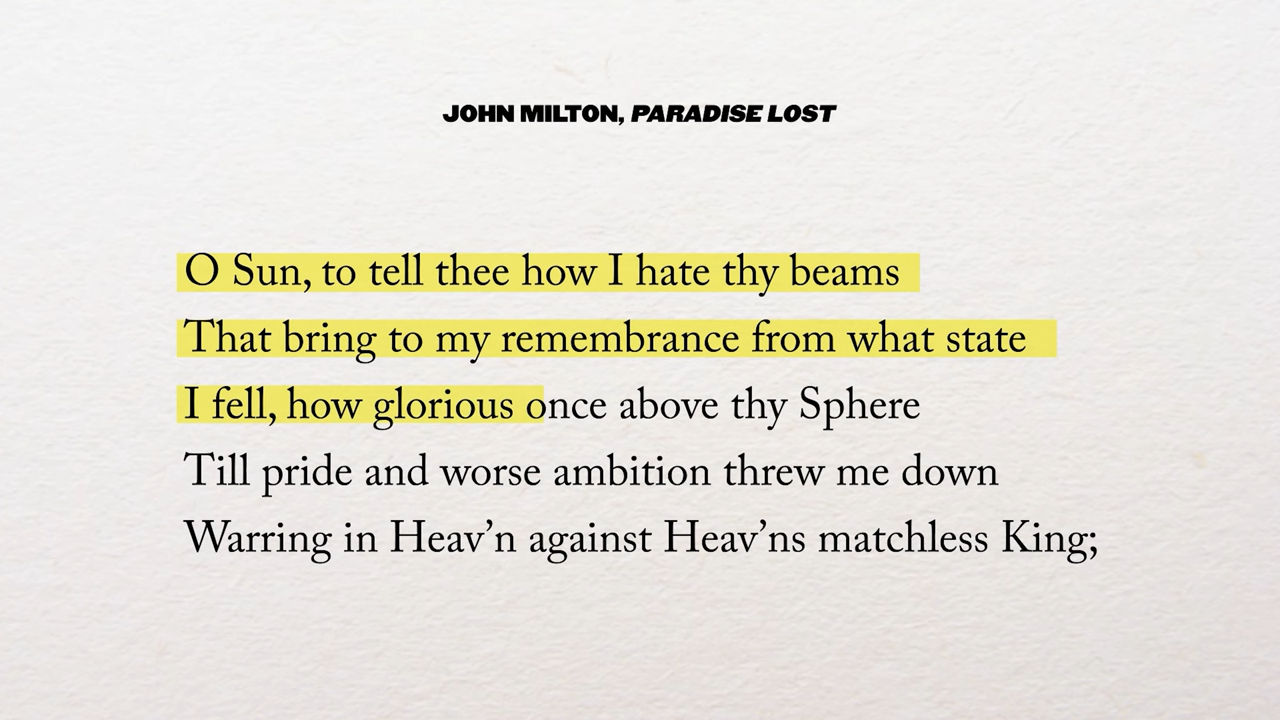 JOHN MILTON, PARADISE LOST
O Sun, to tell thee how I hate thy beams
That bring to my remembrance from what state
I fell, how glorious once above thy Sphere
Till pride and worse ambition threw me down
Warring in Heav’n against Heav’ns matchless King;